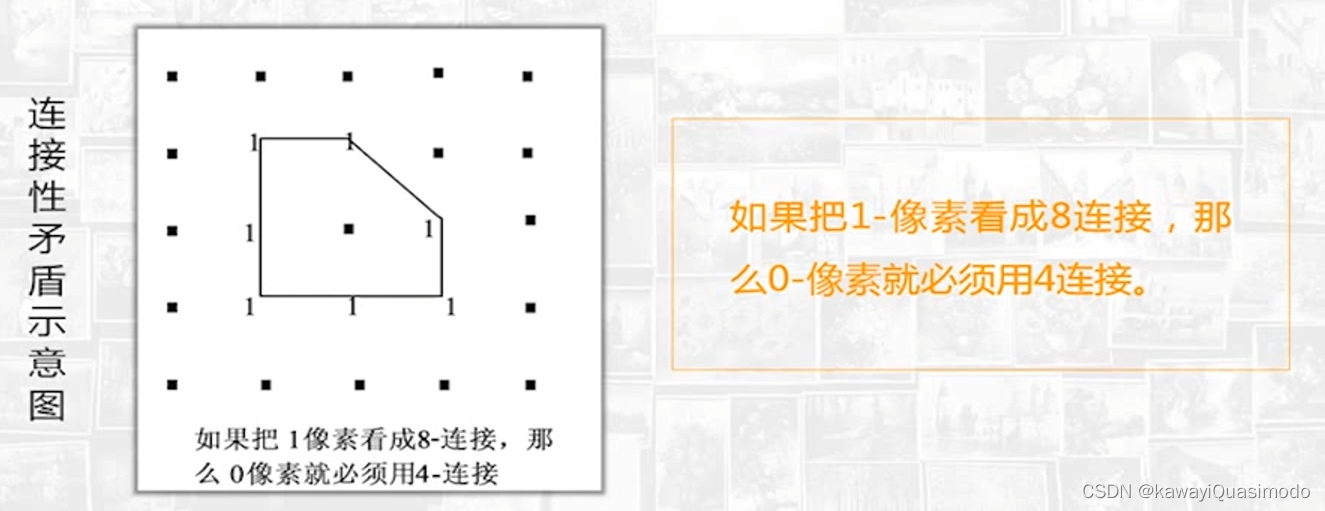 连接性矛盾示意图
1 1
1 1
1 1 1
如果把 1像素看成8-连接，那
么 0像素就必须用4-连接
如果把1-像素看成8连接，那
么0-像素就必须用4连接。
CSDN @kawayiQuasimodo